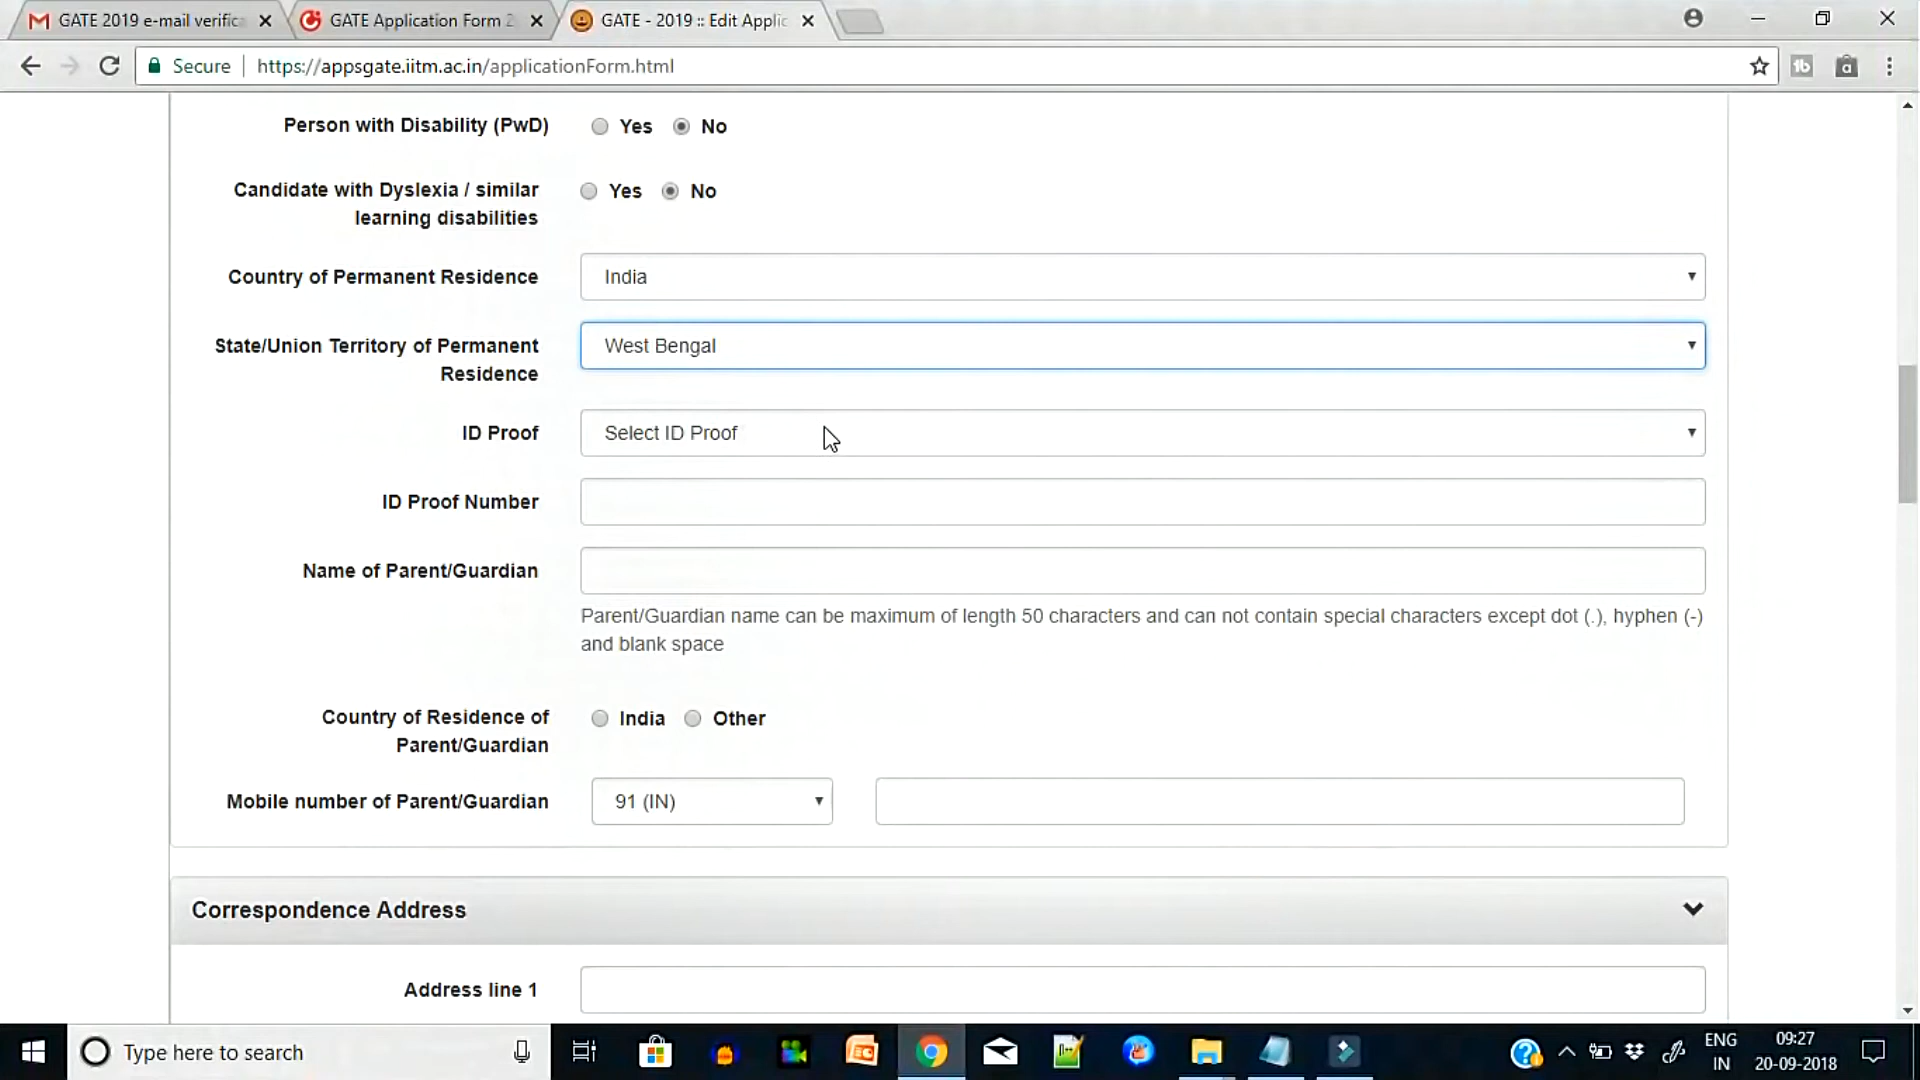 GATE 2019 e-mail verifica
GATE Application Form 2
GATE - 2019 :: Edit Applic
Secure
https://appsgate.iitm.ac.in/applicationForm.html
Person with Disability (PwD)
Yes
No
Candidate with Dyslexia / similar
learning disabilities
Yes
No
Country of Permanent Residence
India
State/Union Territory of Permanent
Residence
West Bengal
ID Proof
Select ID Proof
ID Proof Number
Name of Parent/Guardian
Parent/Guardian name can be maximum of length 50 characters and can not contain special characters except dot (.), hyphen (-)
and blank space
Country of Residence of
Parent/Guardian
India
Other
Mobile number of Parent/Guardian
91 (IN)
Correspondence Address
Address line 1
Type here to search
ENG
IN
09:27
20-09-2018